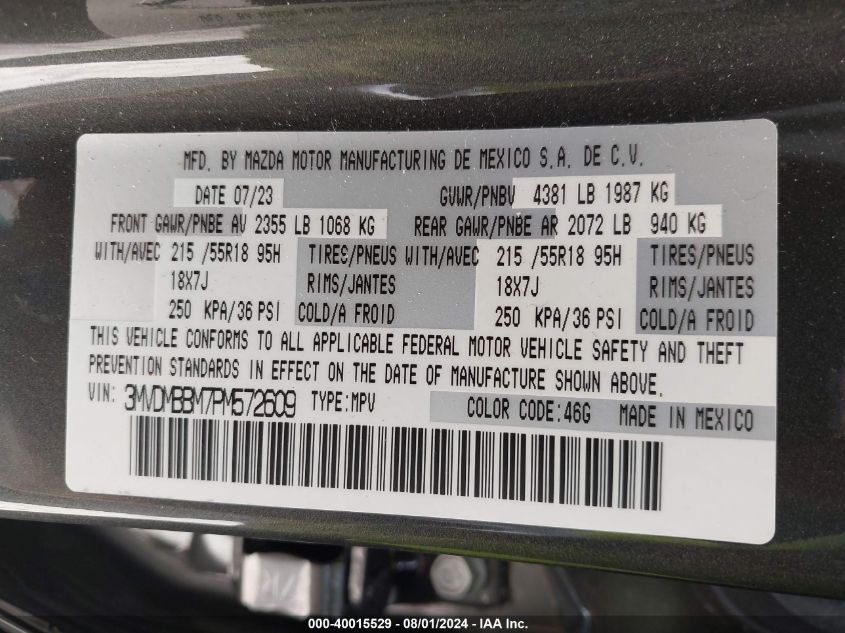 MFD. BY MAZDA MOTOR MANUFACTURING DE MEXICO S.A. DE C.V.
DATE 07/23 GVWR/PNBV 4381 LB 1987 KG
FRONT GAWR/PNBE AV 2355 LB 1068 KG REAR GAWR/PNBE AR 2072 LB 940 KG
WITH/AVEC 215 /55R18 95H TIRES/PNEUS WITH/AVEC 215 /55R18 95H TIRES/PNEUS
18X7J RIMS/JANTES 18X7J RIMS/JANTES
250 KPA/36 PSI COLD/A FROID 250 KPA/36 PSI COLD/A FROID
THIS VEHICLE CONFORMS TO ALL APPLICABLE FEDERAL MOTOR VEHICLE SAFETY AND THEFT
PREVENTION STANDARDS IN EFFECT ON THE DATE OF MANUFACTURE SHOWN ABOVE.
VIN: 3MVDMBBM7PM572609 TYPE:MPV COLOR CODE:46G MADE IN MEXICO
000-40015529 - 08/01/2024 - IAA Inc.